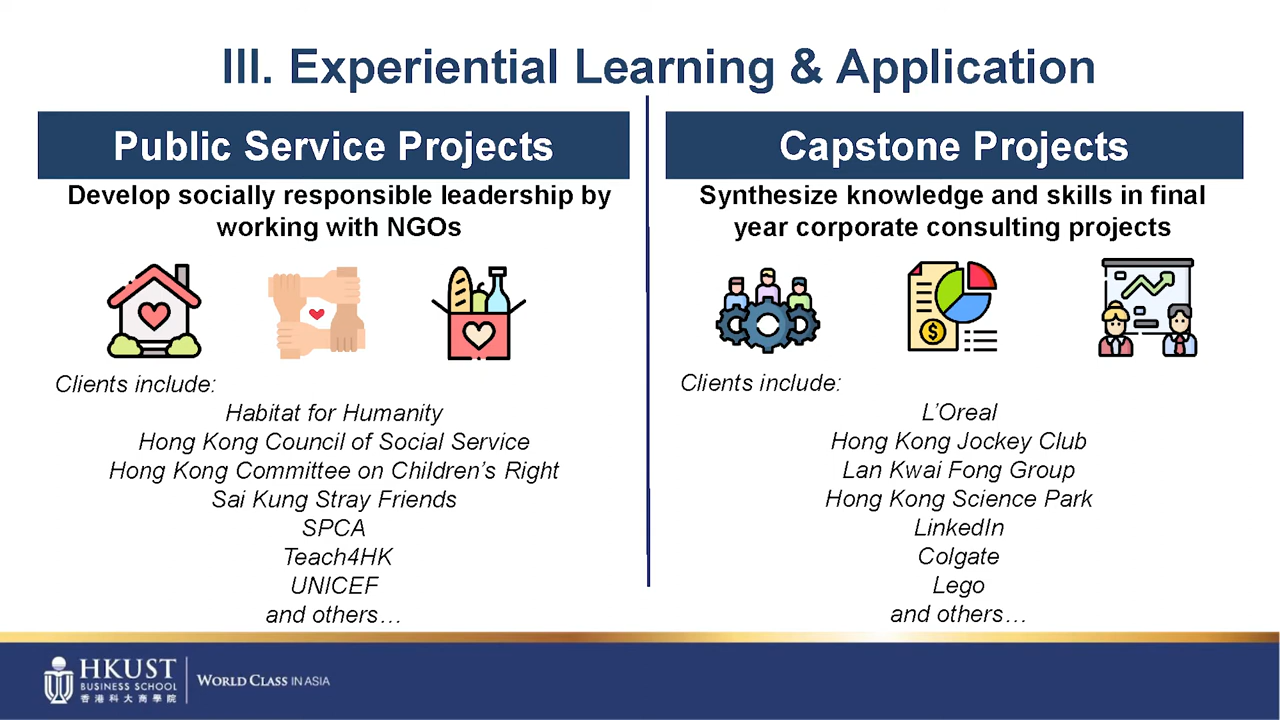 III. Experiential Learning & Application
Public Service Projects
Develop socially responsible leadership by
working with NGOs
Clients include:
Habitat for Humanity
Hong Kong Council of Social Service
Hong Kong Committee on Children's Right
Sai Kung Stray Friends
SPCA
Teach4HK
UNICEF
and others…
Capstone Projects
Synthesize knowledge and skills in final
year corporate consulting projects
$
Clients include:
L'Oreal
Hong Kong Jockey Club
Lan Kwai Fong Group
Hong Kong Science Park
LinkedIn
Colgate
Lego
and others…
HKUST
BUSINESS SCHOOL
香港科大商學院
WORLD CLASS IN ASIA